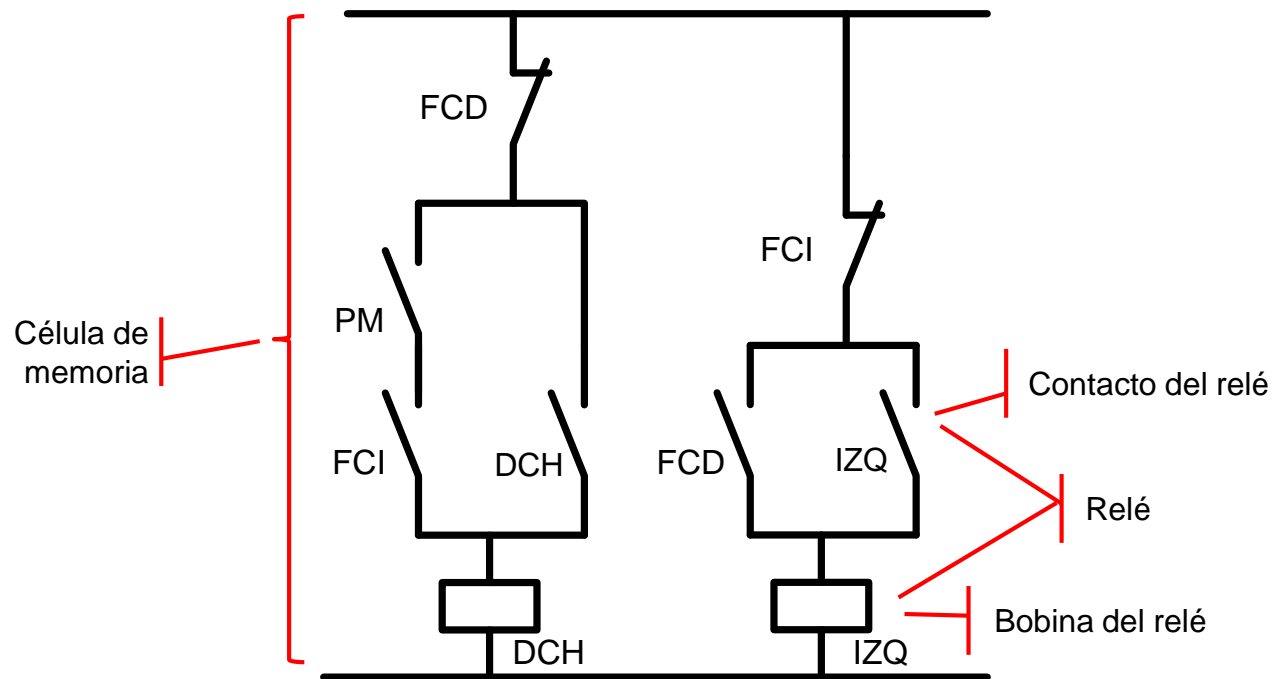 FCD
FCI
PM
Célula de
memoria
Contacto del relé
FCI
DCH
FCD
IZQ
Relé
Bobina del relé
DCH
IZQ